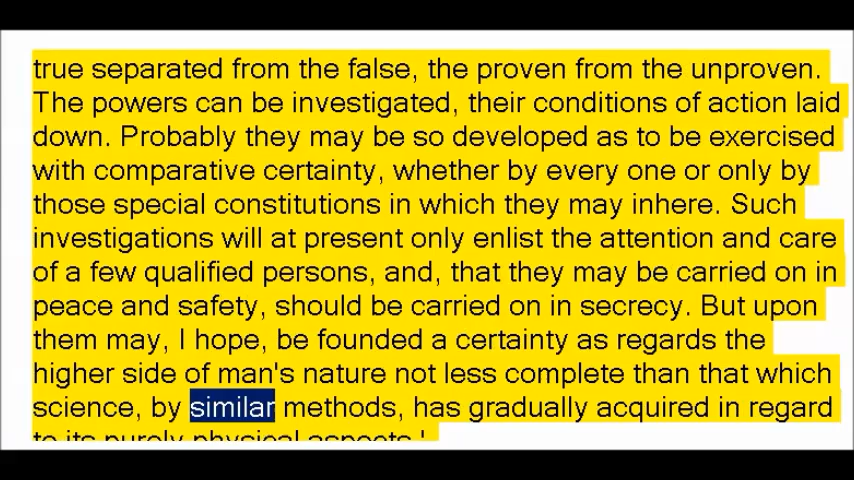 true separated from the false, the proven from the unproven.
The powers can be investigated, their conditions of action laid
down. Probably they may be so developed as to be exercised
with comparative certainty, whether by every one or only by
those special constitutions in which they may inhere. Such
investigations will at present only enlist the attention and care
of a few qualified persons, and, that they may be carried on in
peace and safety, should be carried on in secrecy. But upon
them may, I hope, be founded a certainty as regards the
higher side of man's nature not less complete than that which
science, by similar methods, has gradually acquired in regard
to its purely physical aspects.'